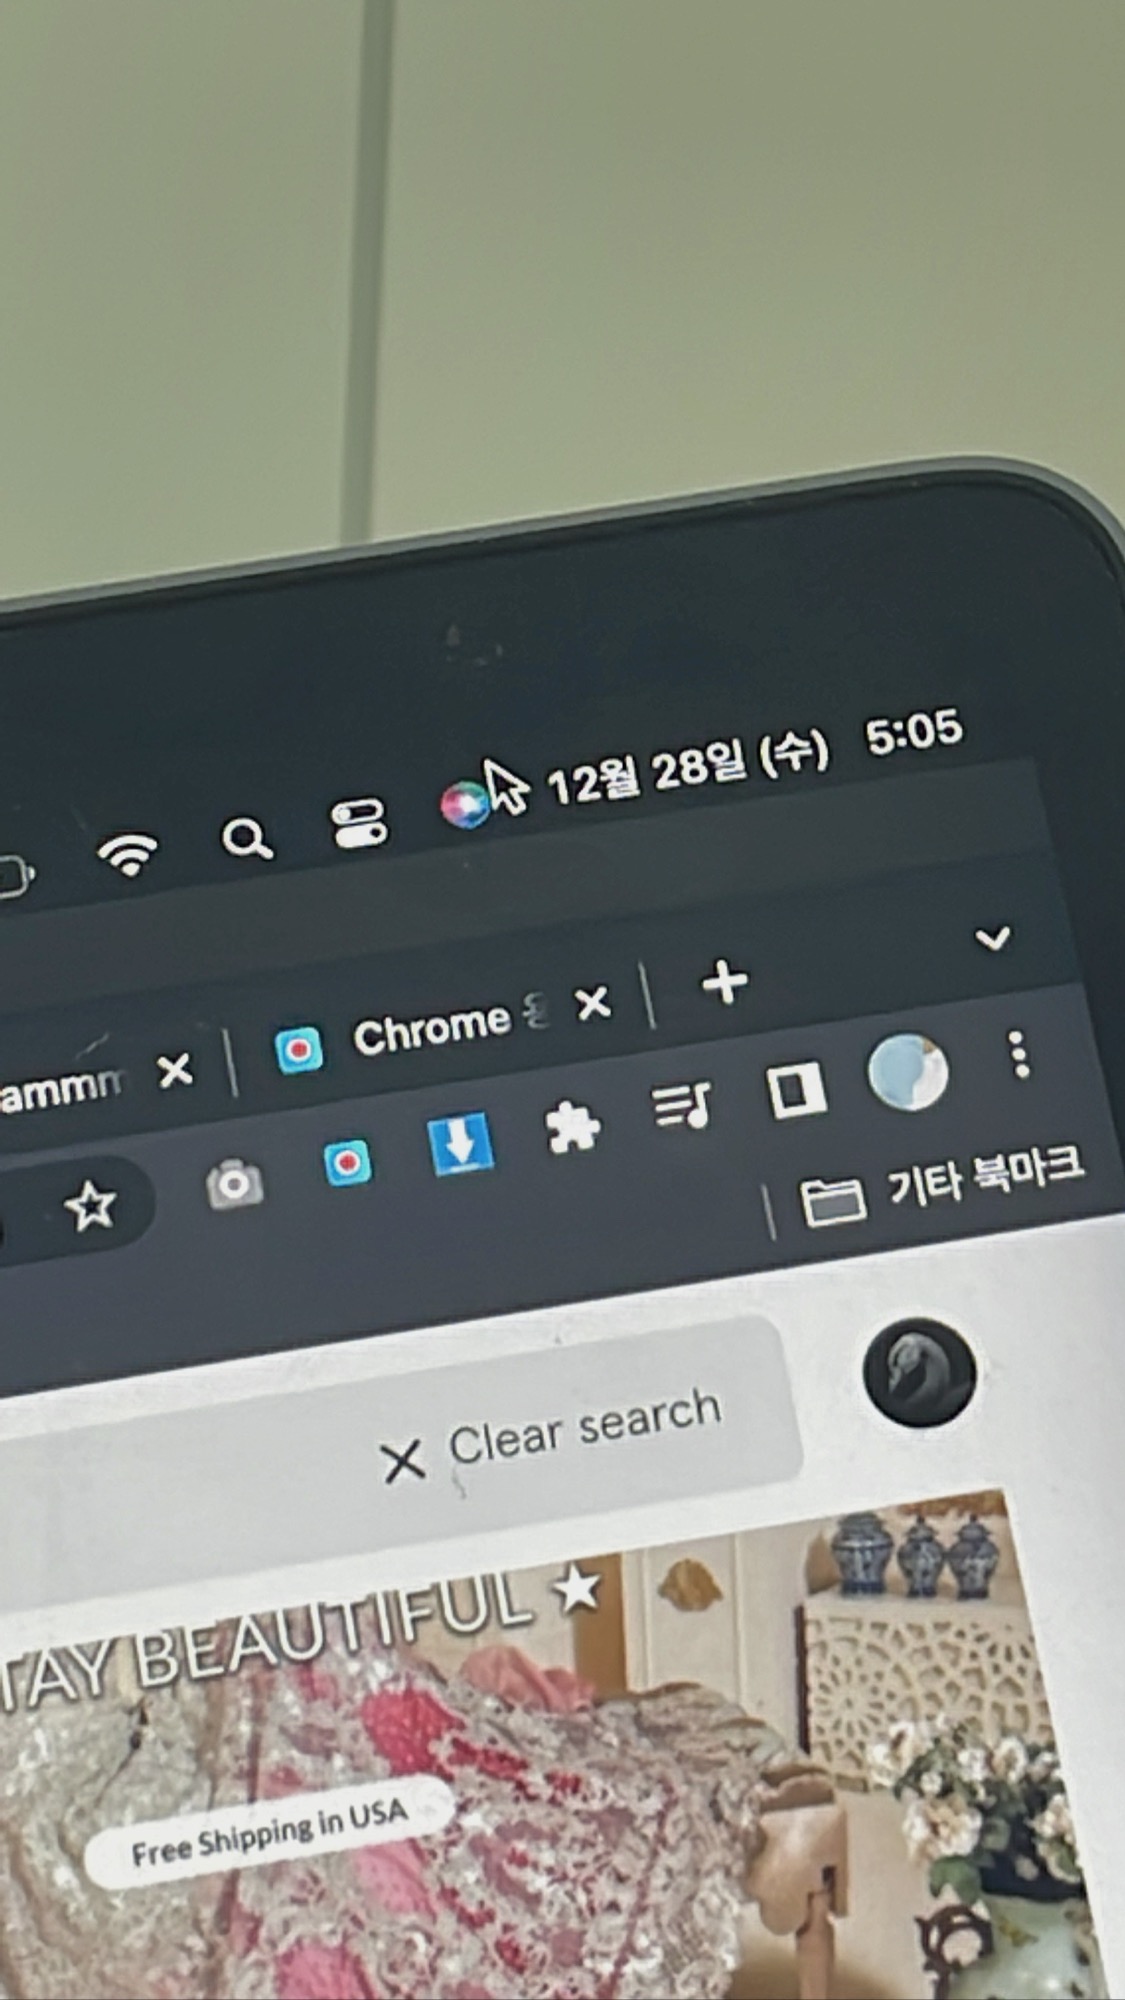 12월 28일 (수) 5:05
Chrome
기타 북마크
Clear search
TAY BEAUTIFUL ★
Free Shipping in USA